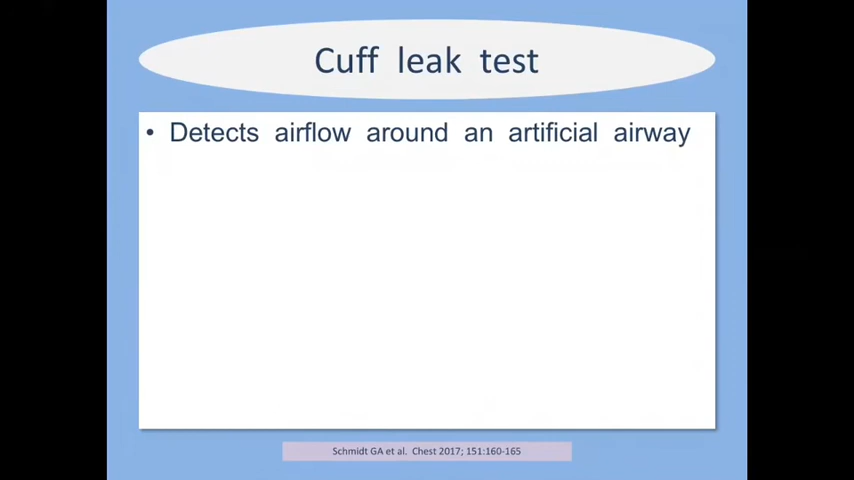 Cuff leak test
• Detects airflow around an artificial airway
Schmidt GA et al. Chest 2017; 151:160-165